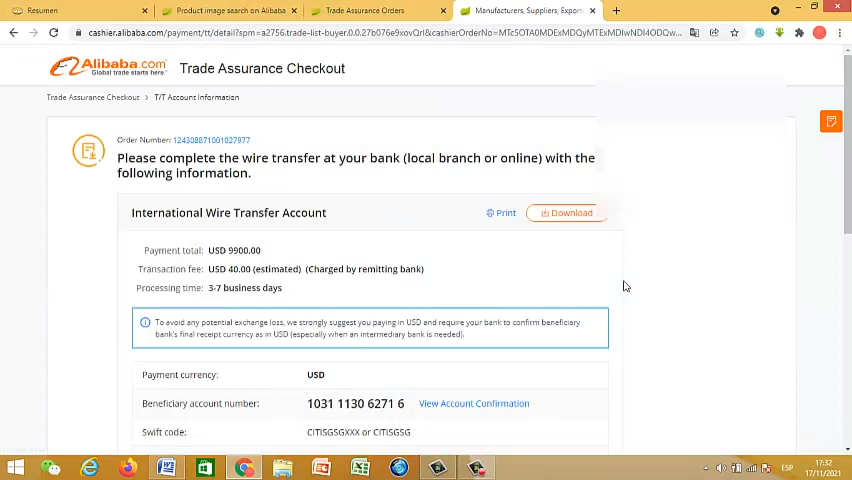 Resumen
Product image search on Alibaba
Trade Assurance Orders
Manufacturers, Suppliers, Export
cashier.alibaba.com/payment/tt/detail?spm=a2756.trade-list-buyer.0.0.27b076e9xovQrI&cashierOrderNo=MTc5OTA0MDExMDQyMTExMDIwNDI4ODQw...
Alibaba.com
Global trade starts here.™
Trade Assurance Checkout
Trade Assurance Checkout > T/T Account Information
Order Number: 124308871001027977
Please complete the wire transfer at your bank (local branch or online) with the
following information.
International Wire Transfer Account
Print
Download
Payment total: USD 9900.00
Transaction fee: USD 40.00 (estimated) (Charged by remitting bank)
Processing time: 3-7 business days
To avoid any potential exchange loss, we strongly suggest you paying in USD and require your bank to confirm beneficiary
bank's final receipt currency as in USD (especially when an intermediary bank is needed).
Payment currency: USD
Beneficiary account number: 1031 1130 6271 6 View Account Confirmation
Swift code: CITISGSGXXX or CITISGSG
ESP
17:32
17/11/2021